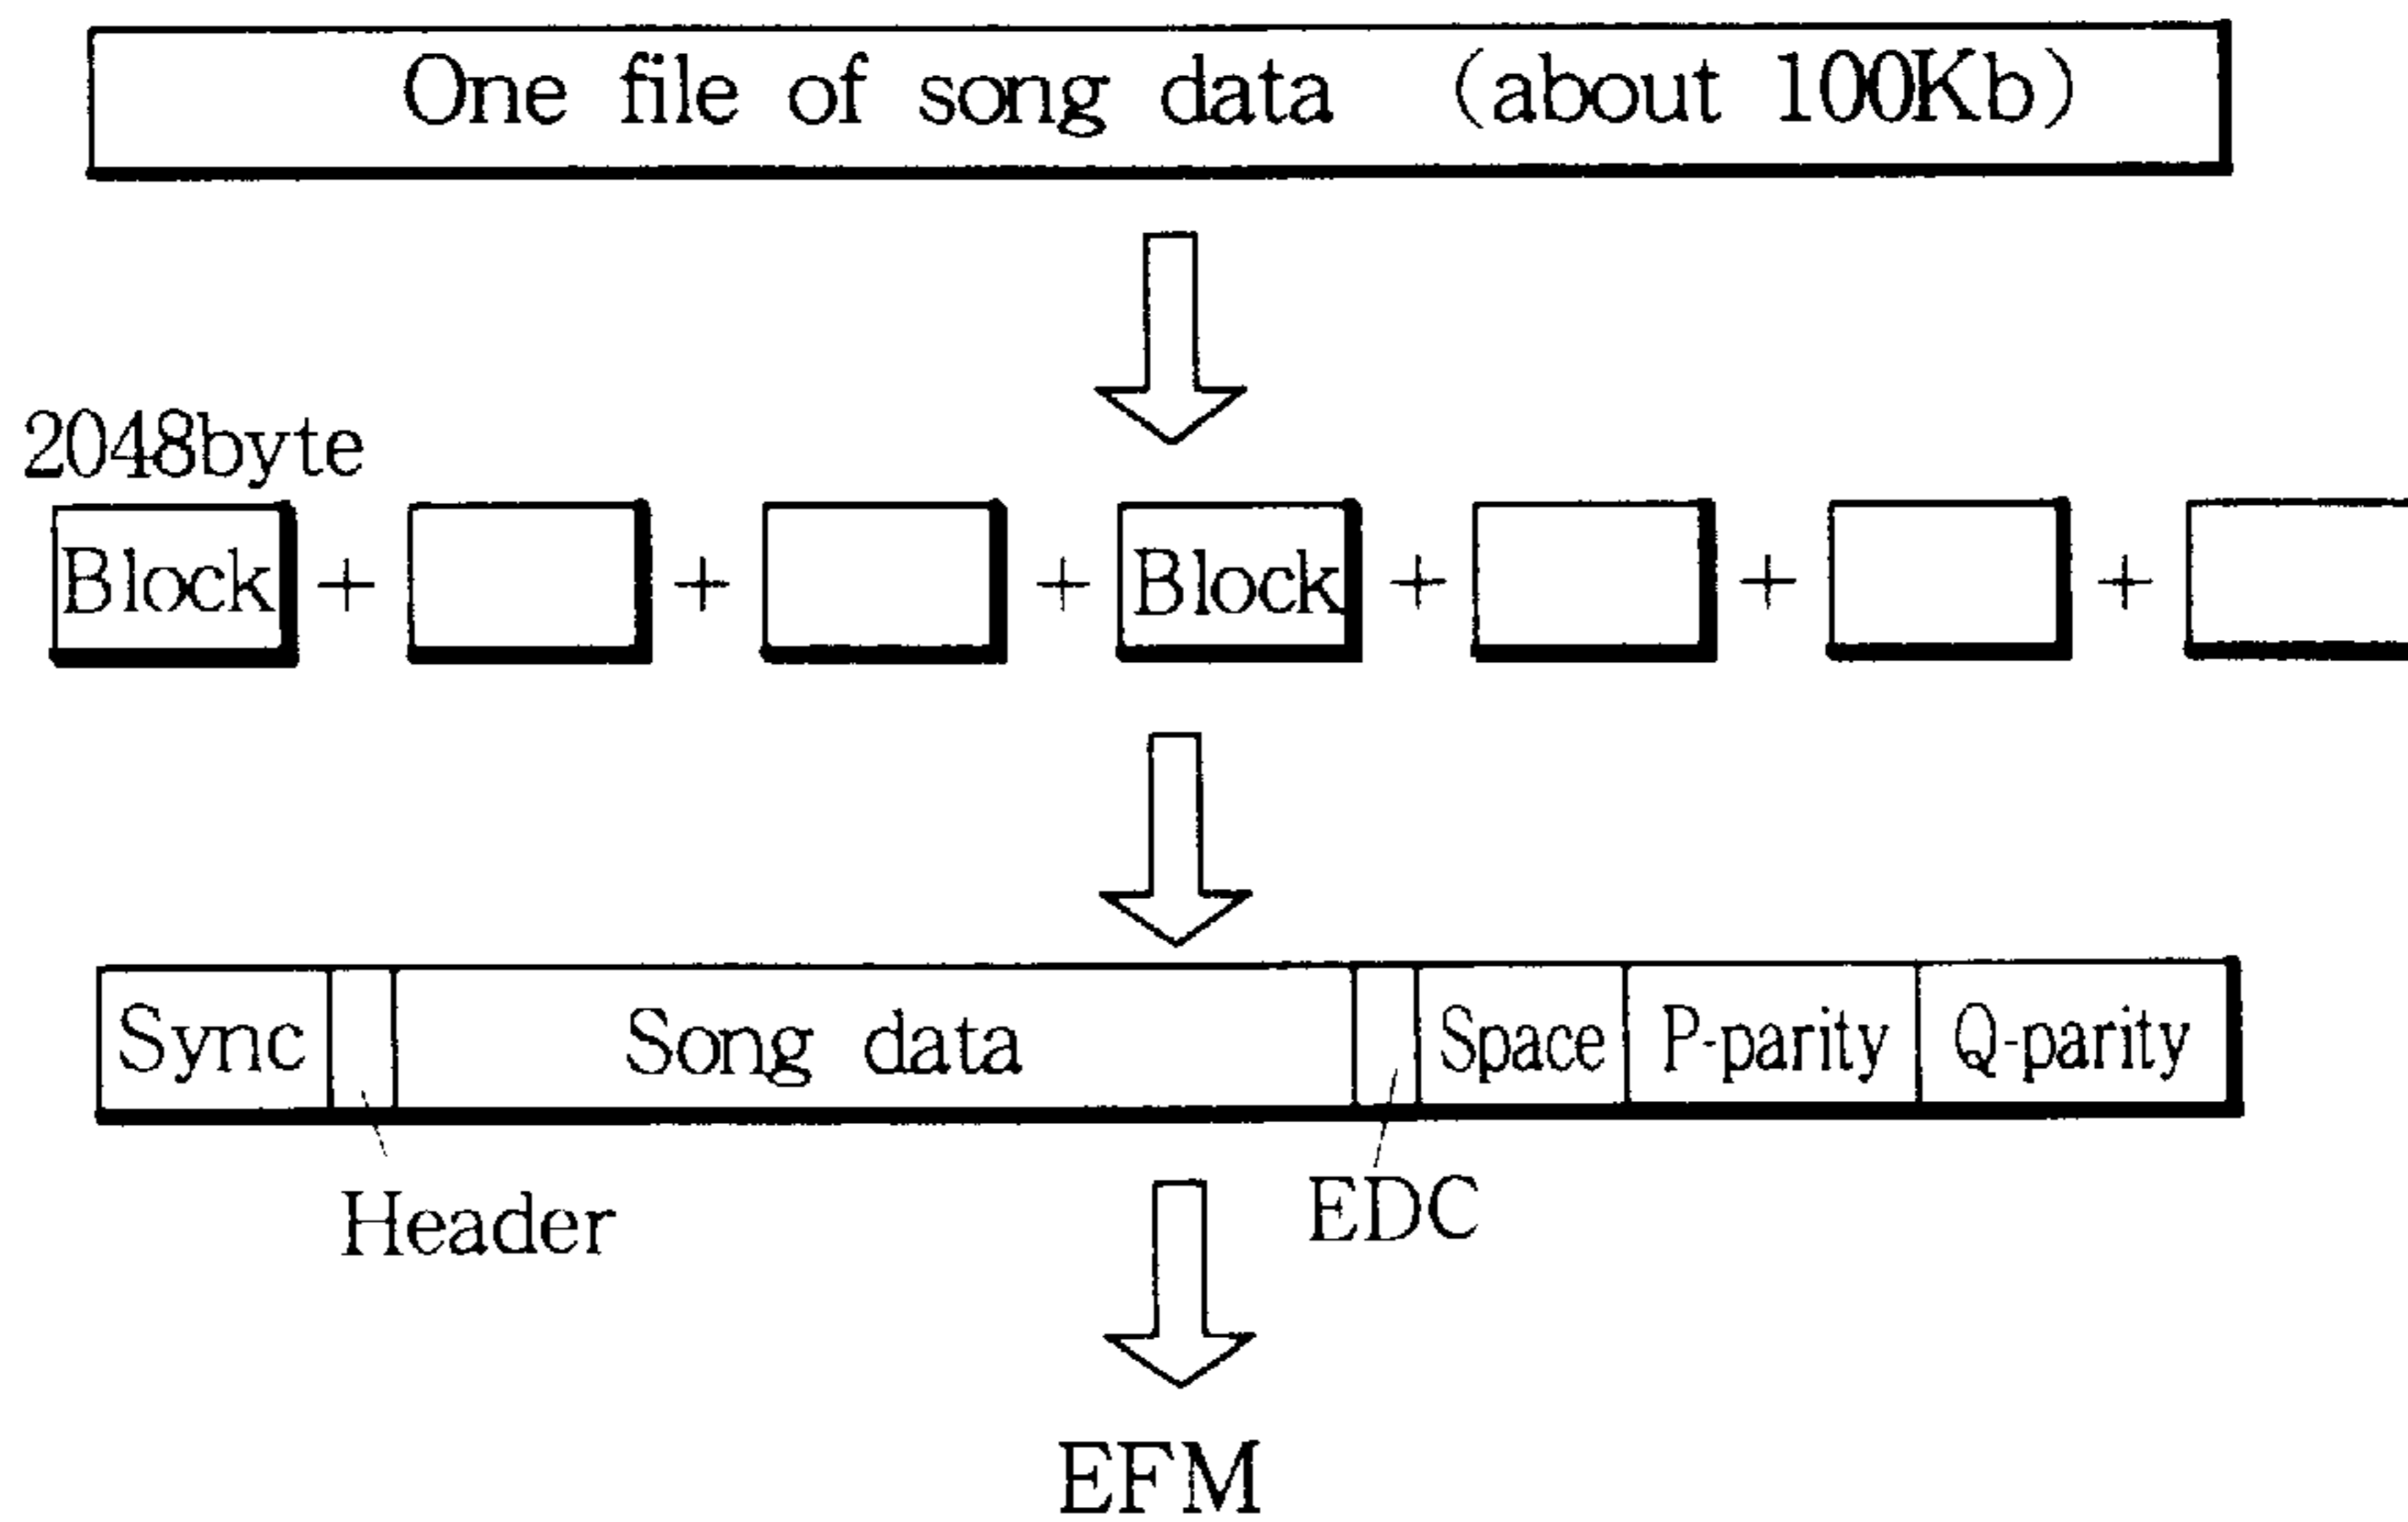 One file of song data (about 100Kb)
2048byte
Block + + + Block + + +
Sync Song data Space P-parity Q-parity
Header EDC
EFM